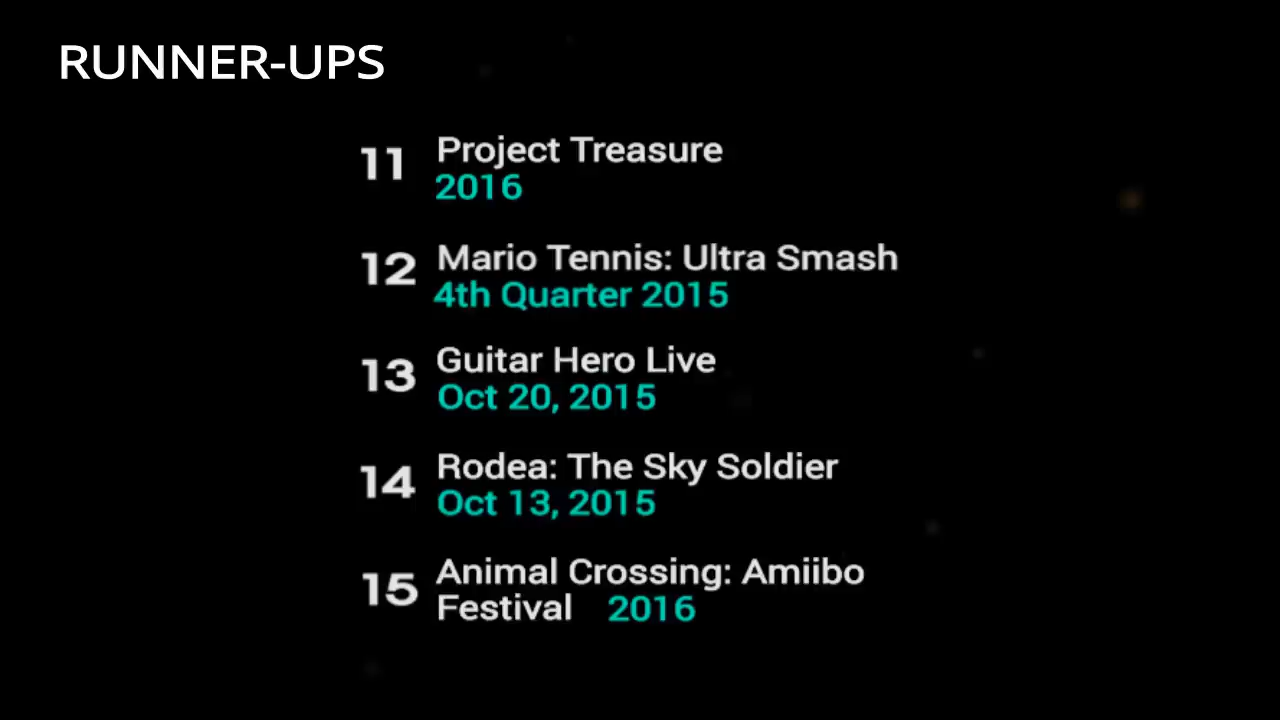 RUNNER-UPS
11 Project Treasure
2016
12 Mario Tennis: Ultra Smash
4th Quarter 2015
13 Guitar Hero Live
Oct 20, 2015
14 Rodea: The Sky Soldier
Oct 13, 2015
15 Animal Crossing: Amiibo
Festival 2016